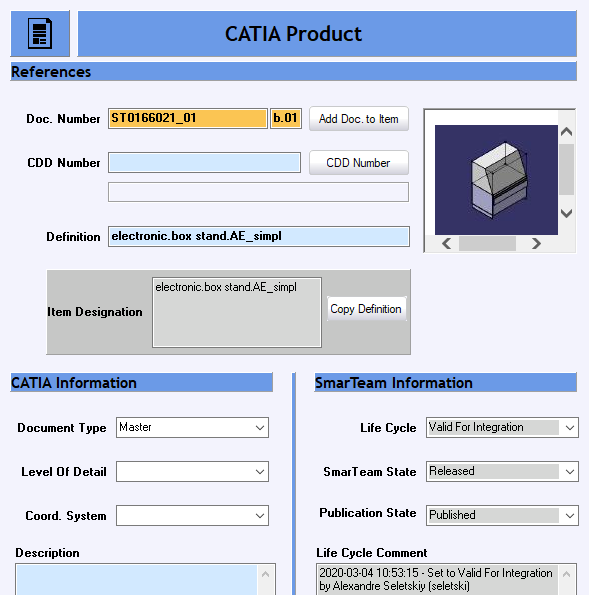 CATIA Product
References
Doc. Number ST0166021_01 b.01 Add Doc. to Item
CDD Number CDD Number
Definition electronic.box stand.AE_simpl
Item Designation electronic.box stand.AE_simpl Copy Definition
CATIA Information
Document Type Master
Level Of Detail
Coord. System
Description
SmarTeam Information
Life Cycle Valid For Integration
SmarTeam State Released
Publication State Published
Life Cycle Comment
2020-03-04 10:53:15 - Set to Valid For Integration
by Alexandre Seletskiy (seletski)